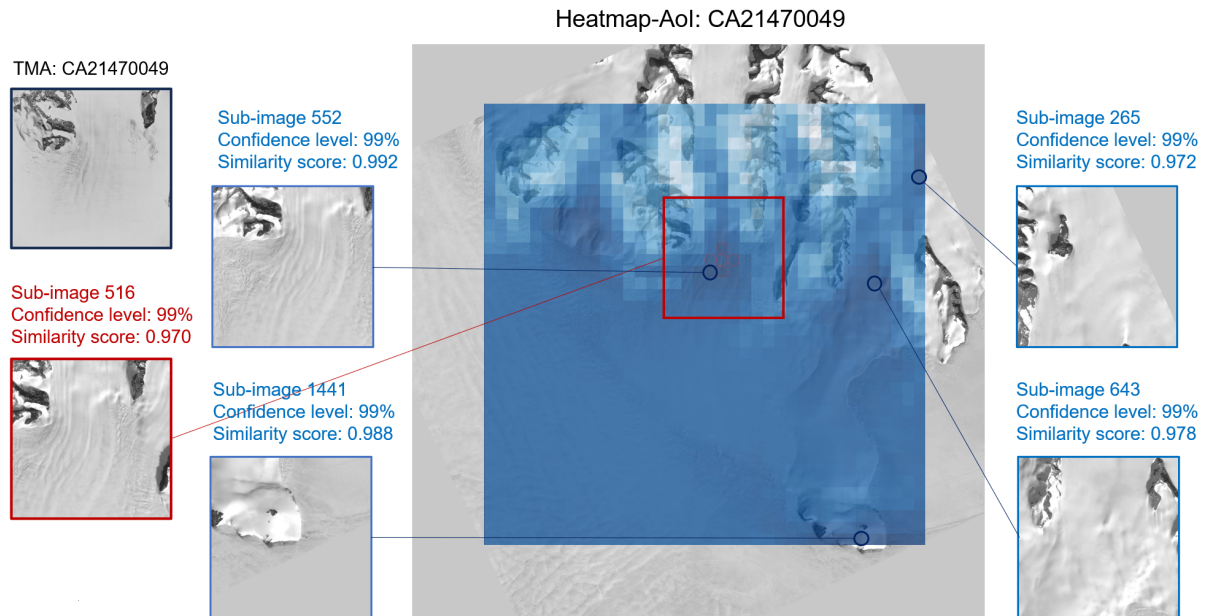 Heatmap-AoI: CA21470049
TMA: CA21470049
Sub-image 552
Confidence level: 99%
Similarity score: 0.992
Sub-image 265
Confidence level: 99%
Similarity score: 0.972
Sub-image 516
Confidence level: 99%
Similarity score: 0.970
Sub-image 1441
Confidence level: 99%
Similarity score: 0.988
Sub-image 643
Confidence level: 99%
Similarity score: 0.978